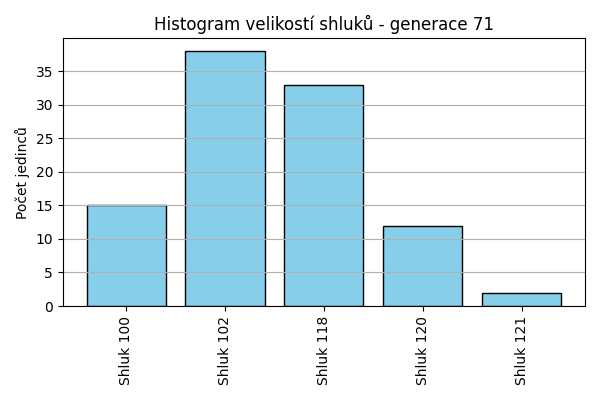 Histogram velikostí shluků - generace 71
Počet jedinců
35
30
25
20
15
10
5
0
Shluk 100
Shluk 102
Shluk 118
Shluk 120
Shluk 121